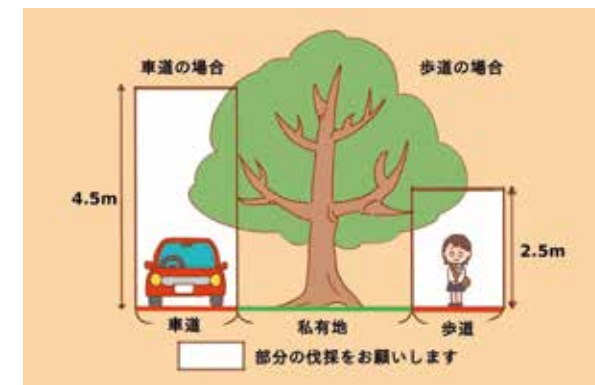 車道の場合
歩道の場合
4.5m
2.5m
車道
私有地
歩道
部分の伐採をお願いします